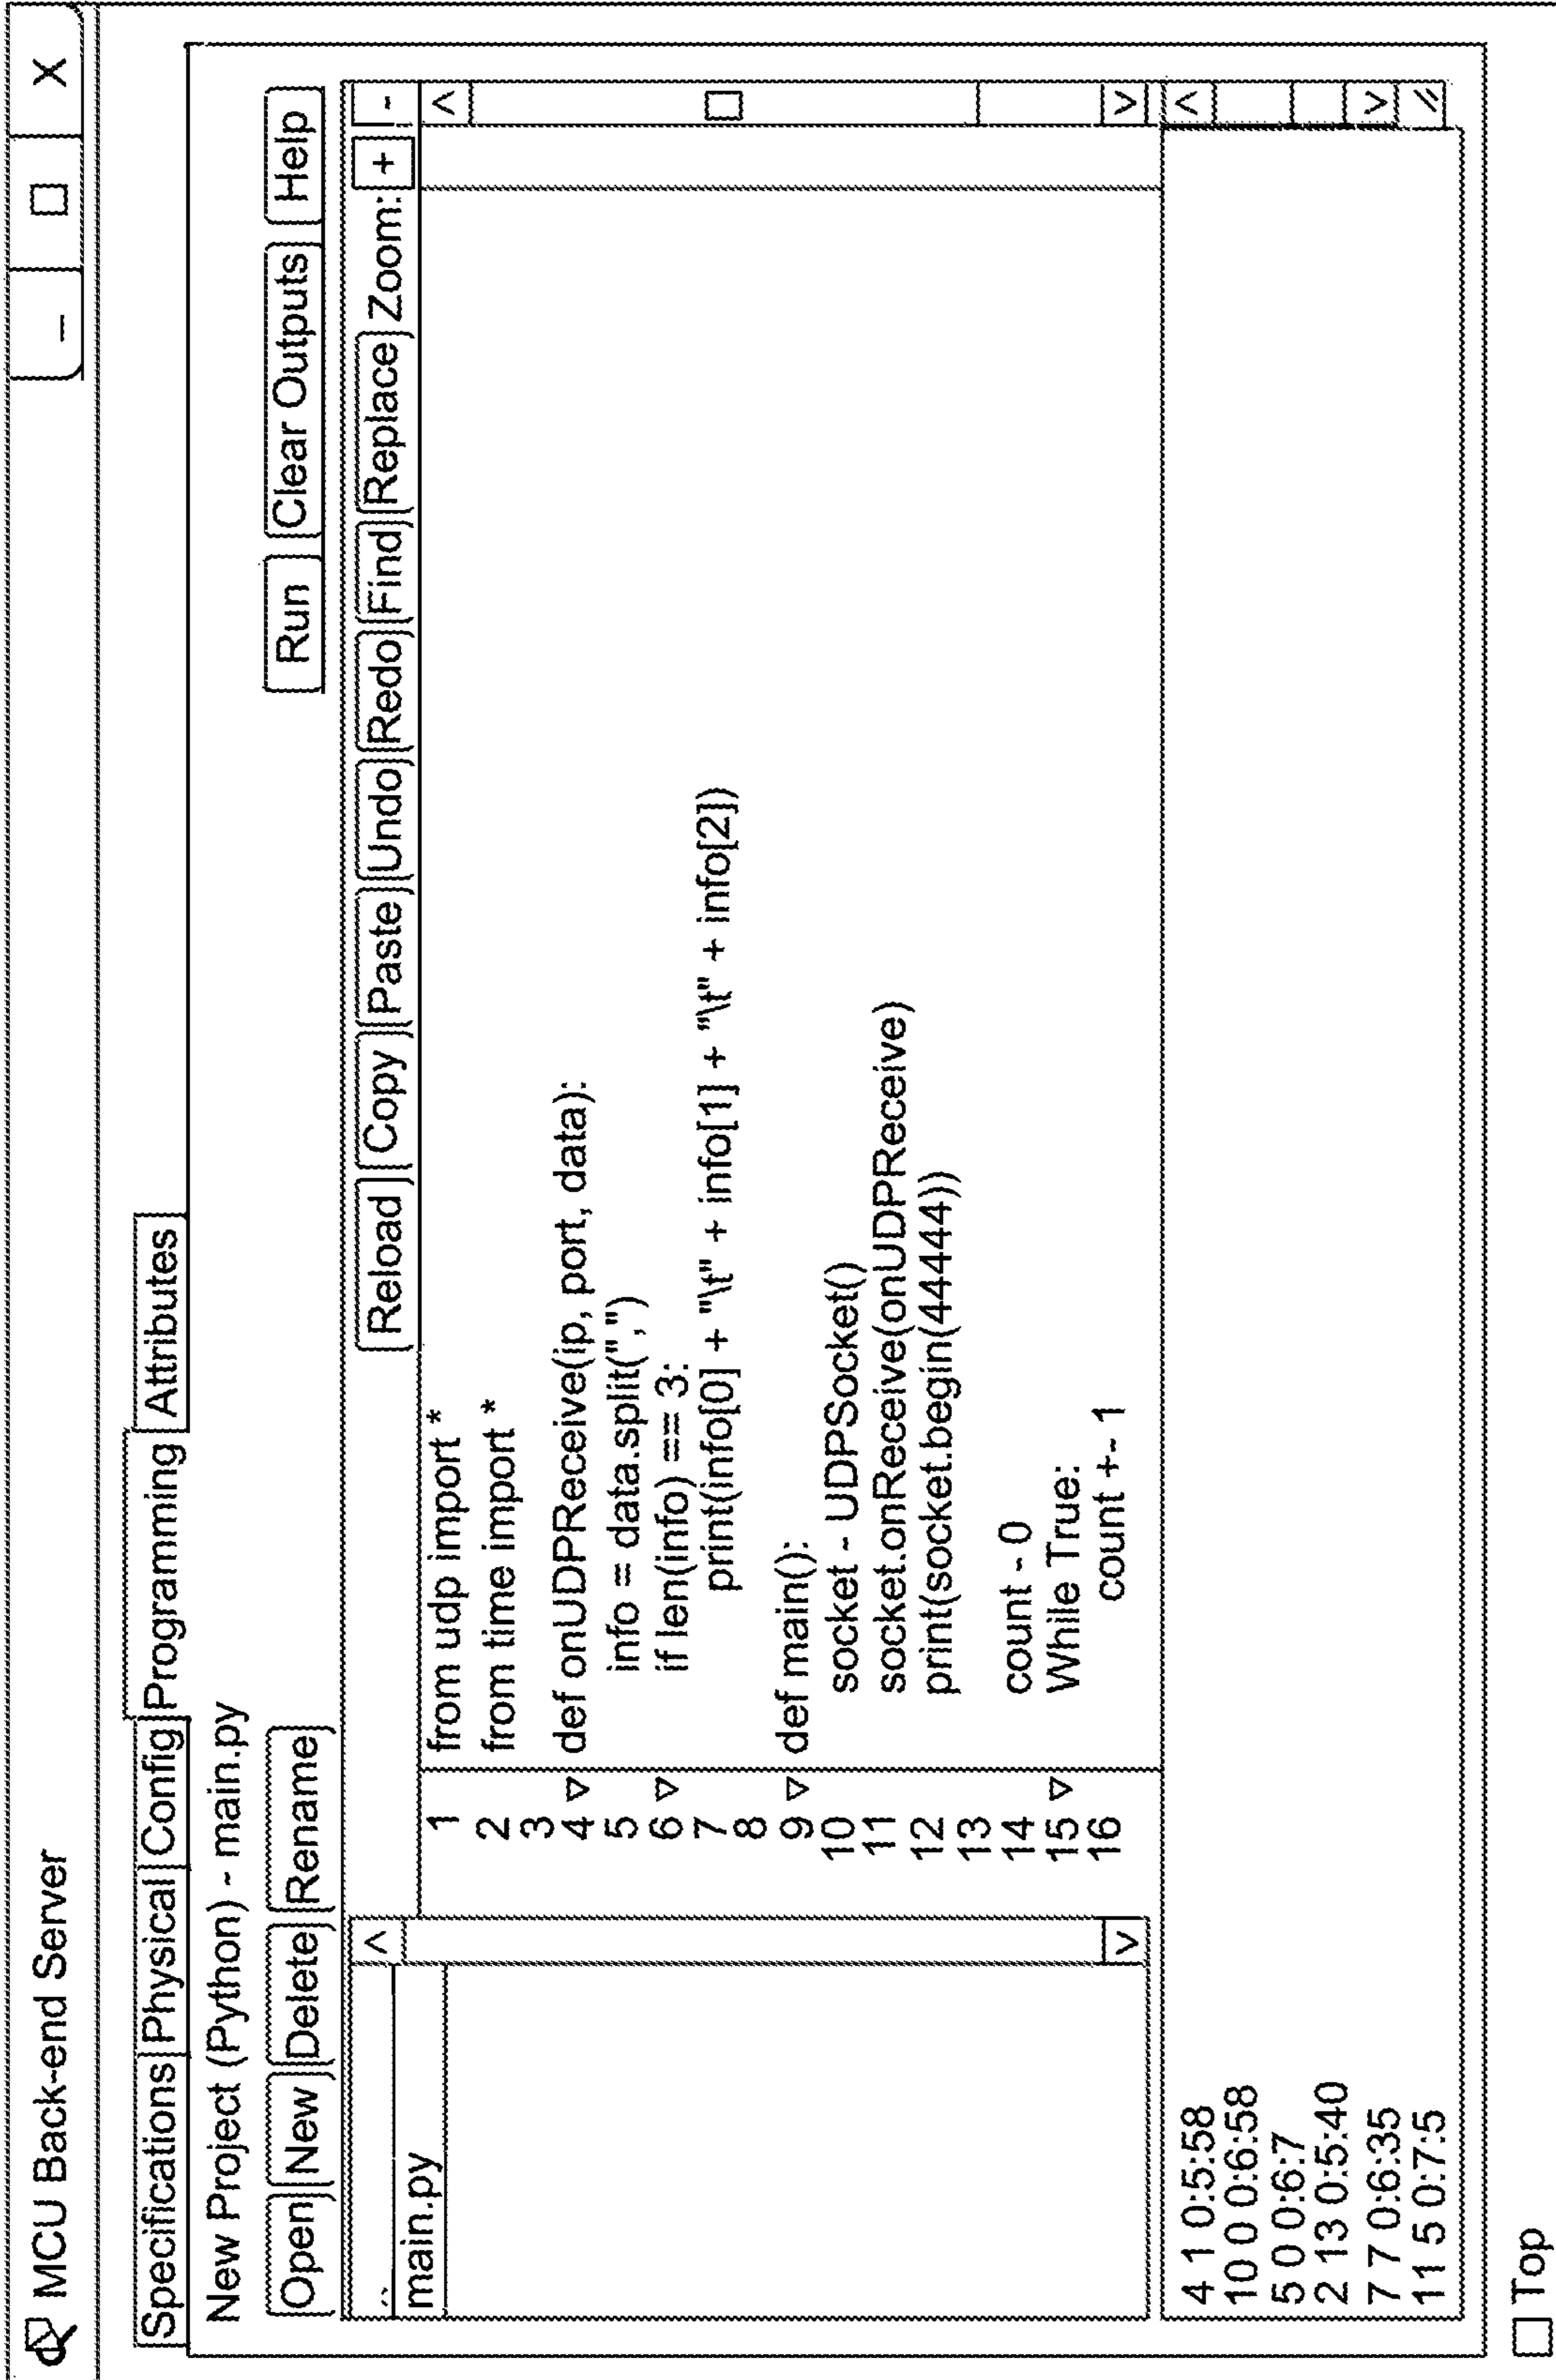 MCU Back-end Server
– □ X
Specifications Physical Config Programming Attributes
New Project (Python) - main.py
Open New Delete Rename
Run Clear Outputs Help
Reload Copy Paste Undo Redo Find Replace Zoom: + -
main.py
1 from udp import *
2 from time import *
3
4 def onUDPReceive(ip, port, data):
5 info = data.split(",")
6 if len(info) == 3:
7 print(info[0] + "\t" + info[1] + "\t" + info[2])
8
9 def main():
10 socket - UDPSocket()
11 socket.onReceive(onUDPReceive)
12 print(socket.begin(44444))
13
14 count - 0
15 While True:
16 count +- 1
4 1 0:5:58
10 0 0:6:58
5 0 0:6:7
2 13 0:5:40
7 7 0:6:35
11 5 0:7:5
Top